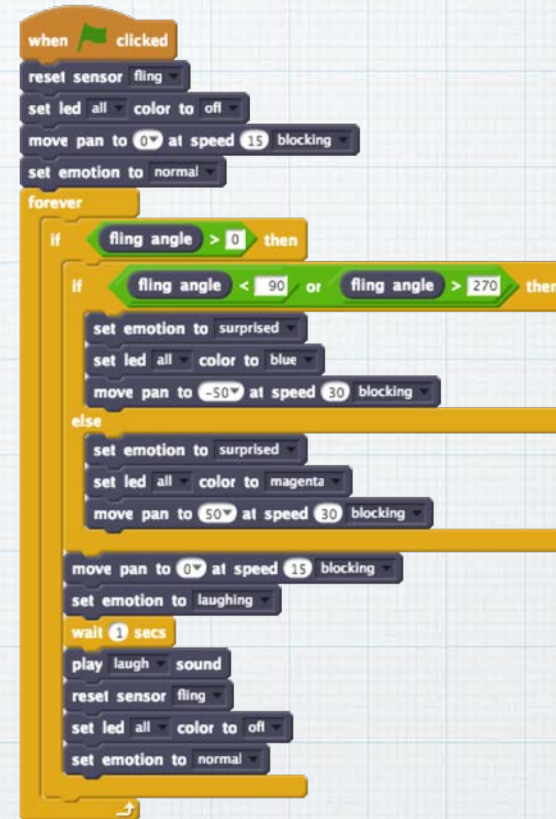 when clicked
reset sensor fling
set led all color to off
move pan to 0 at speed 15 blocking
set emotion to normal
forever
if fling angle > 0 then
if fling angle < 90 or fling angle > 270 then
set emotion to surprised
set led all color to blue
move pan to -50 at speed 30 blocking
else
set emotion to surprised
set led all color to magenta
move pan to 50 at speed 30 blocking
move pan to 0 at speed 15 blocking
set emotion to laughing
wait 1 secs
play laugh sound
reset sensor fling
set led all color to off
set emotion to normal